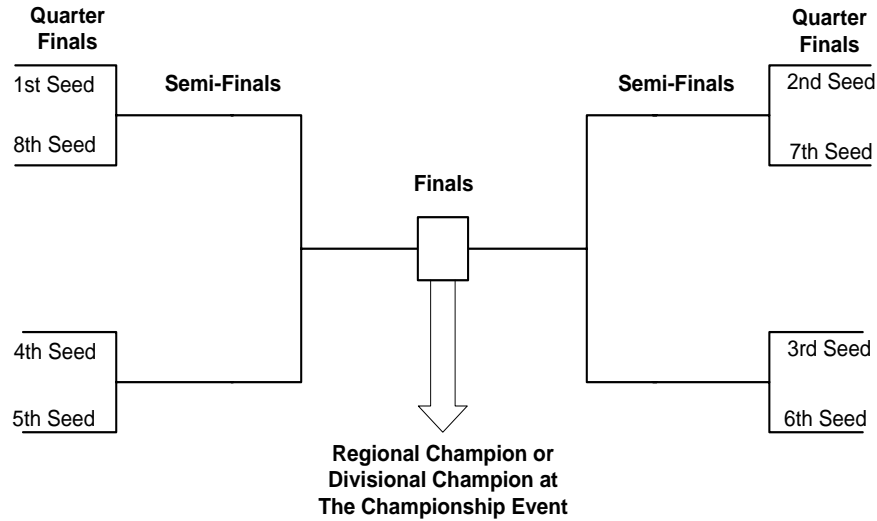 Quarter
Finals
Quarter
Finals
1st Seed
Semi-Finals
Semi-Finals
2nd Seed
8th Seed
7th Seed
Finals
4th Seed
3rd Seed
5th Seed
6th Seed
Regional Champion or
Divisional Champion at
The Championship Event